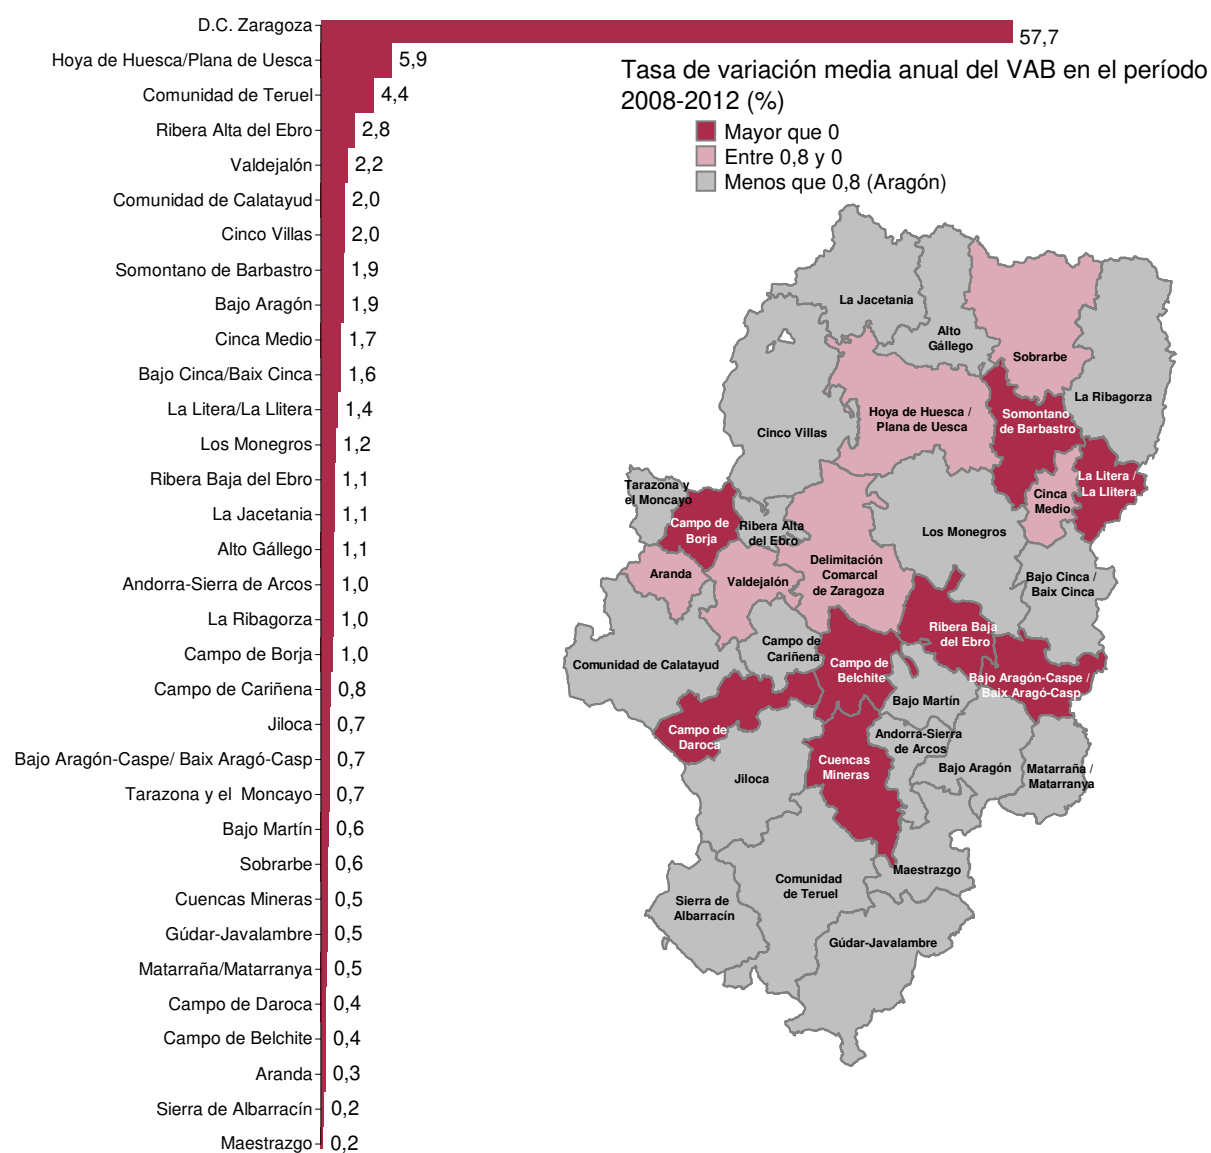 D.C. Zaragoza
57,7
Hoya de Huesca/Plana de Uesca
5,9
Comunidad de Teruel
4,4
Ribera Alta del Ebro
2,8
Valdejalón
2,2
Comunidad de Calatayud
2,0
Cinco Villas
2,0
Somontano de Barbastro
1,9
Bajo Aragón
1,9
Cinca Medio
1,7
Bajo Cinca/Baix Cinca
1,6
La Litera/La Llitera
1,4
Los Monegros
1,2
Ribera Baja del Ebro
1,1
La Jacetania
1,1
Alto Gállego
1,1
Andorra-Sierra de Arcos
1,0
La Ribagorza
1,0
Campo de Borja
1,0
Campo de Cariñena
0,8
Jiloca
0,7
Bajo Aragón-Caspe/ Baix Aragó-Casp
0,7
Tarazona y el  Moncayo
0,7
Bajo Martín
0,6
Sobrarbe
0,6
Cuencas Mineras
0,5
Gúdar-Javalambre
0,5
Matarraña/Matarranya
0,5
Campo de Daroca
0,4
Campo de Belchite
0,4
Aranda
0,3
Sierra de Albarracín
0,2
Maestrazgo
0,2
Tasa de variación media anual del VAB en el período
2008-2012 (%)
Mayor que 0
Entre 0,8 y 0
Menos que 0,8 (Aragón)
La Jacetania
Alto
Gállego
Sobrarbe
La Ribagorza
Hoya de Huesca /
Plana de Uesca
Somontano
de Barbastro
Cinco Villas
La Litera /
La Llitera
Tarazona y
el Moncayo
Cinca
Medio
Campo de
Borja
Ribera Alta
del Ebro
Los Monegros
Delimitación
Comarcal
de Zaragoza
Aranda
Valdejalón
Bajo Cinca /
Baix Cinca
Ribera Baja
del Ebro
Campo de
Cariñena
Comunidad de Calatayud
Campo de
Belchite
Bajo Aragón-Caspe /
Baix Aragó-Casp
Bajo Martín
Campo de
Daroca
Andorra-Sierra
de Arcos
Cuencas
Mineras
Bajo Aragón
Matarraña /
Matarranya
Jiloca
Maestrazgo
Comunidad
de Teruel
Sierra de
Albarracín
Gúdar-Javalambre